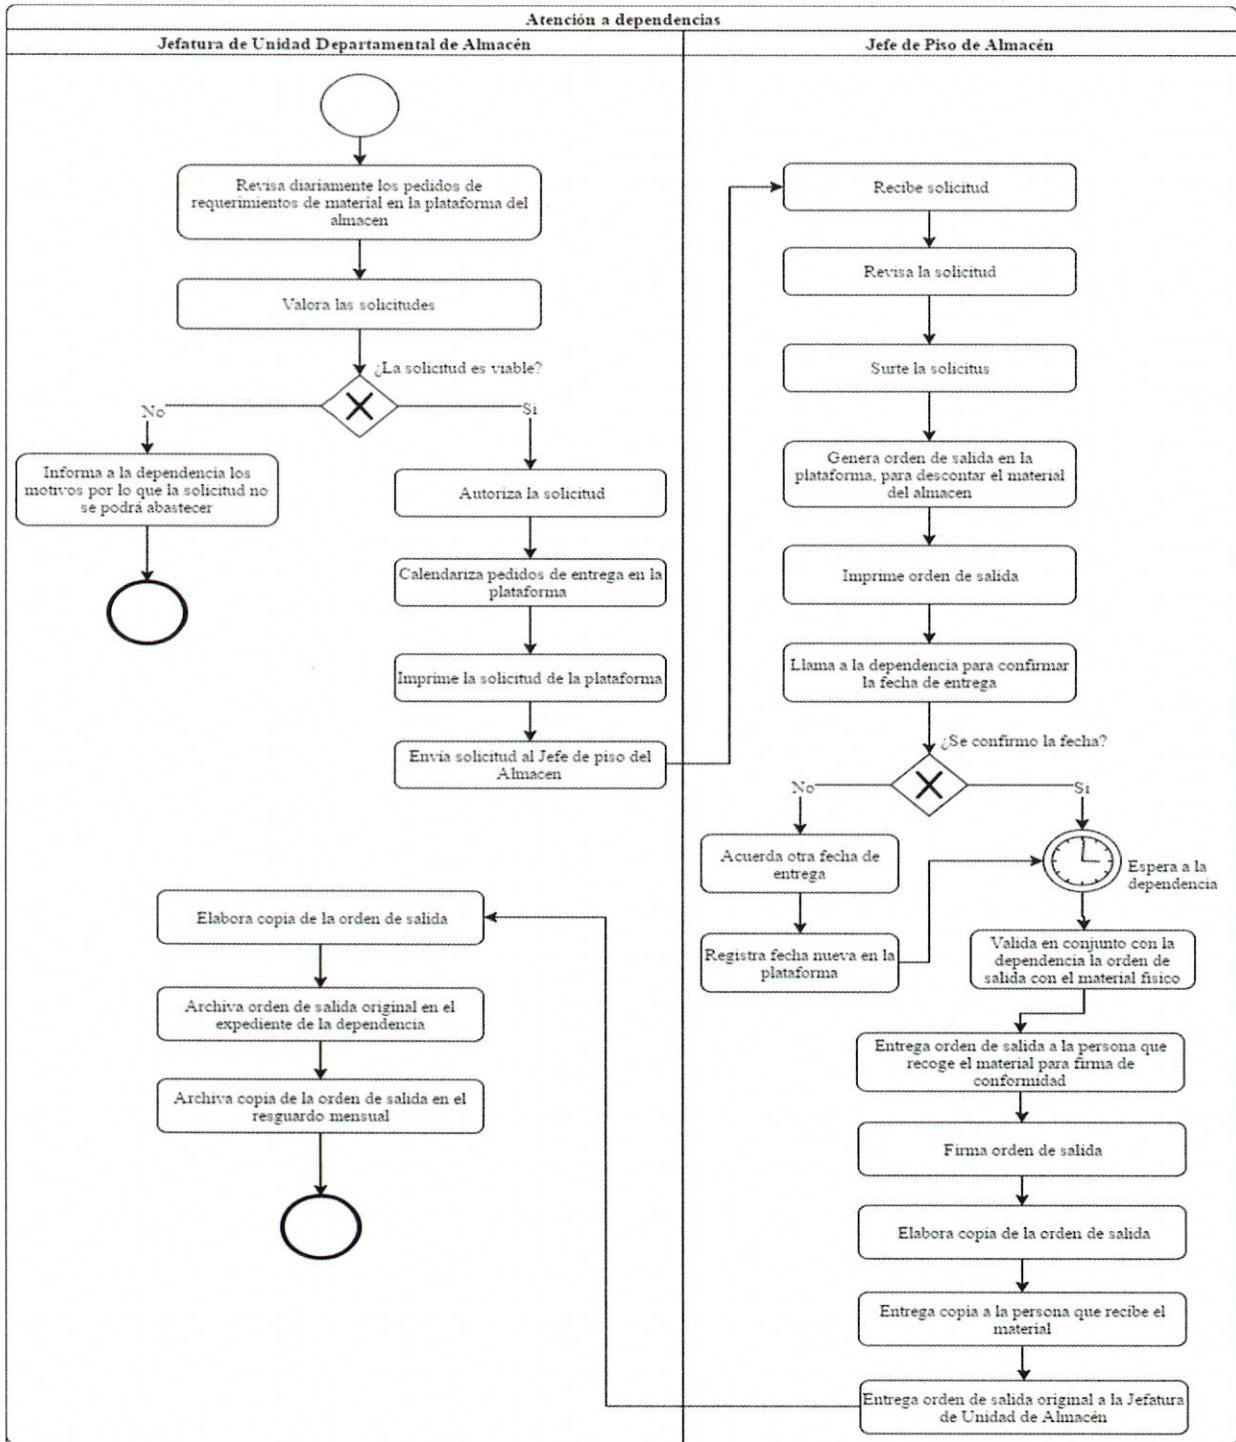 Atención a dependencias
Jefatura de Unidad Departamental de Almacén
Jefe de Piso de Almacén
Revisa diariamente los pedidos de
requerimientos de material en la plataforma del
almacen
Valora las solicitudes
¿La solicitud es viable?
No
Si
Informa a la dependencia los
motivos por lo que la solicitud no
se podrá abastecer
Autoriza la solicitud
Calendariza pedidos de entrega en la
plataforma
Imprime la solicitud de la plataforma
Envía solicitud al Jefe de piso del
Almacen
Recibe solicitud
Revisa la solicitud
Surte la solicitus
Genera orden de salida en la
plataforma, para descontar el material
del almacen
Imprime orden de salida
Llama a la dependencia para confirmar
la fecha de entrega
¿Se confirmo la fecha?
No
Si
Acuerda otra fecha de
entrega
Registra fecha nueva en la
plataforma
Espera a la
dependencia
Valida en conjunto con la
dependencia la orden de
salida con el material fisico
Entrega orden de salida a la persona que
recoge el material para firma de
conformidad
Firma orden de salida
Elabora copia de la orden de salida
Entrega copia a la persona que recibe el
material
Entrega orden de salida original a la Jefatura
de Unidad de Almacén
Elabora copia de la orden de salida
Archiva orden de salida original en el
expediente de la dependencia
Archiva copia de la orden de salida en el
resguardo mensual